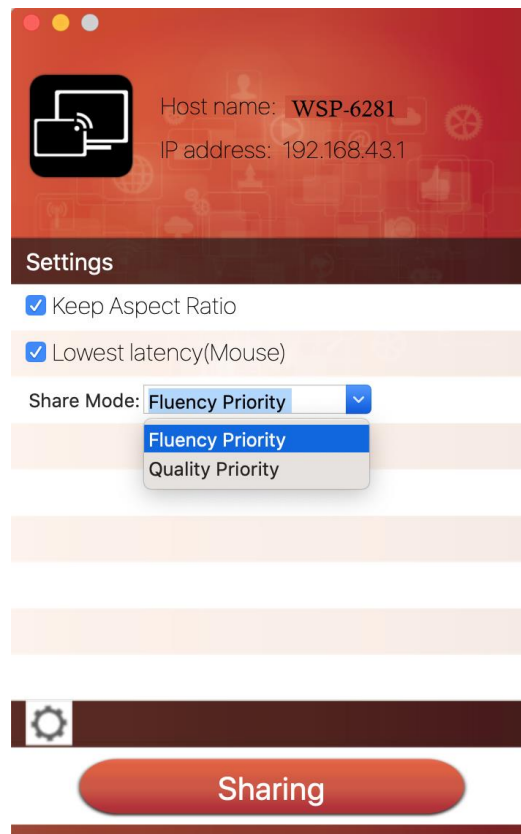 Host name: WSP-6281
IP address: 192.168.43.1
Settings
Keep Aspect Ratio
Lowest latency(Mouse)
Share Mode: Fluency Priority
Fluency Priority
Quality Priority
Sharing